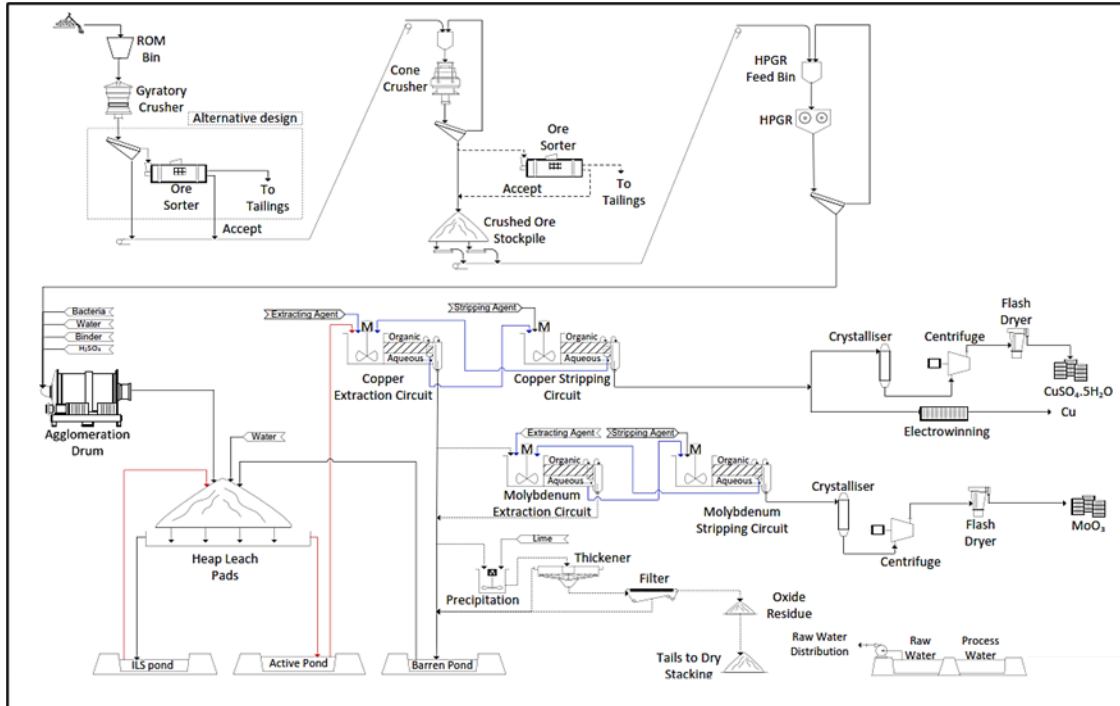 ROM
Bin
Gyratory
Crusher
Alternative design
Ore
Sorter
To
Tailings
Accept
Cone
Crusher
Ore
Sorter
Accept
To
Tailings
Crushed Ore
Stockpile
HPGR
Feed Bin
HPGR
Bacteria
Water
Binder
H₂SO₄
Agglomeration
Drum
Extracting Agent
M
Organic
Aqueous
Copper
Extraction Circuit
Stripping Agent
M
Organic
Aqueous
Copper Stripping
Circuit
Crystalliser
Centrifuge
Flash
Dryer
CuSO₄.5H₂O
Electrowinning
Cu
Water
Heap Leach
Pads
Extracting Agent
M
Organic
Aqueous
Molybdenum
Extraction Circuit
Stripping Agent
M
Organic
Aqueous
Molybdenum
Stripping Circuit
Crystalliser
Centrifuge
Flash
Dryer
MoO₃
Lime
Precipitation
Thickener
Filter
Oxide
Residue
Tails to Dry
Stacking
ILS pond
Active Pond
Barren Pond
Raw Water
Distribution
Raw
Water
Process
Water